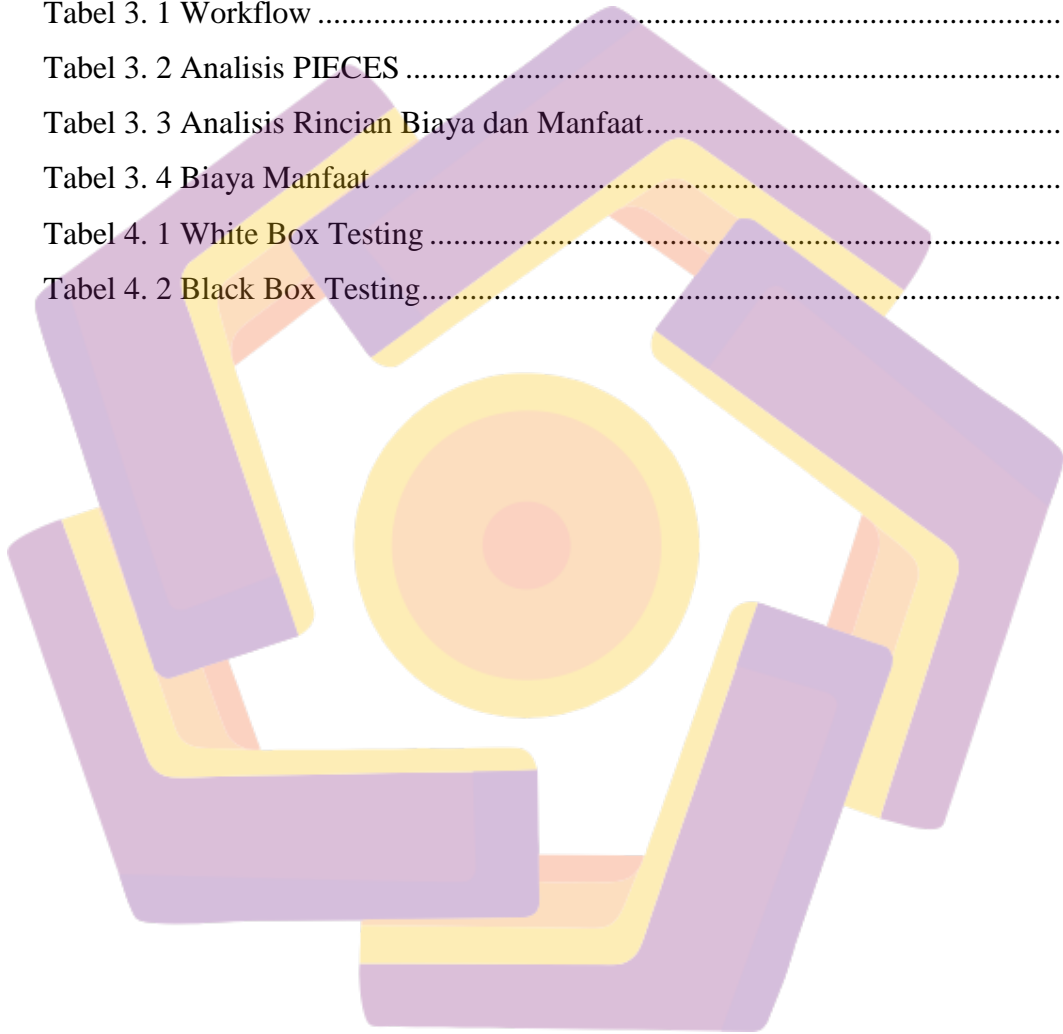 Tabel 3. 1 Workflow ..........................................................................................
Tabel 3. 2 Analisis PIECES ................................................................................
Tabel 3. 3 Analisis Rincian Biaya dan Manfaat....................................................
Tabel 3. 4 Biaya Manfaat....................................................................................
Tabel 4. 1 White Box Testing .............................................................................
Tabel 4. 2 Black Box Testing..............................................................................